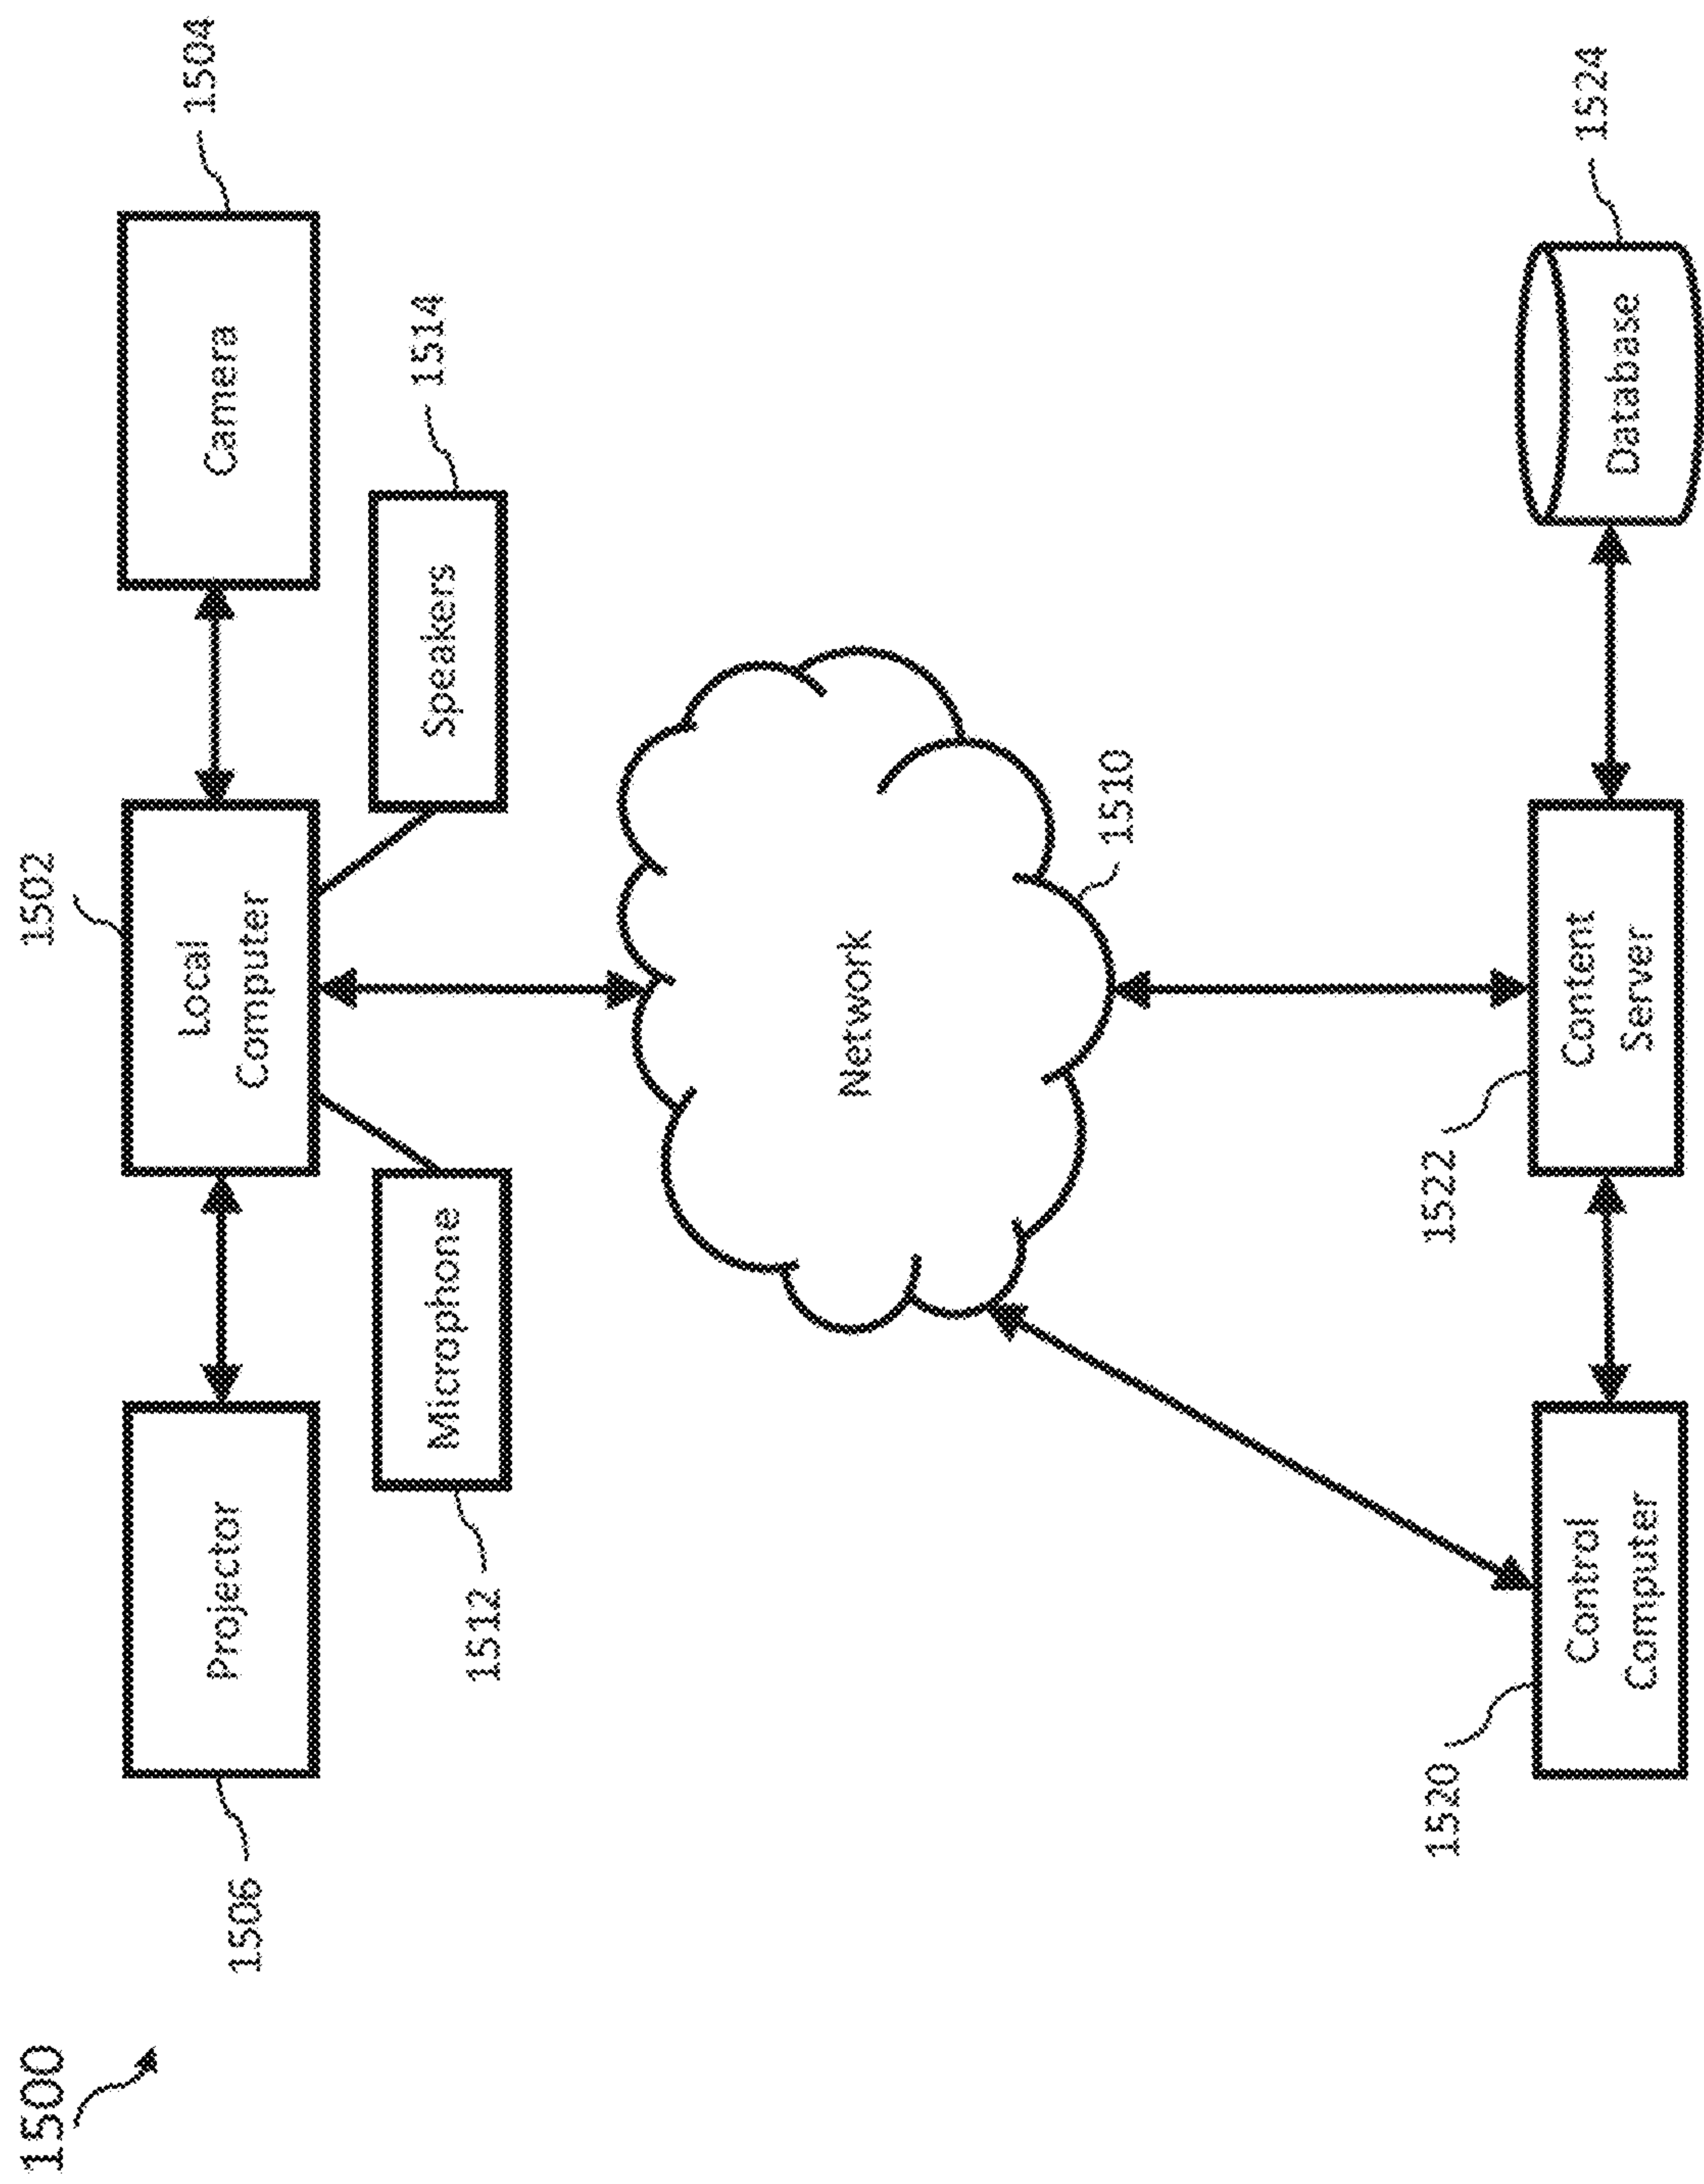 1500
1502
1506
Projector
Local
Computer
Camera
1504
1512
Microphone
Speakers
1514
Network
1510
1520
1522
Control
Computer
Content
Server
Database
1524